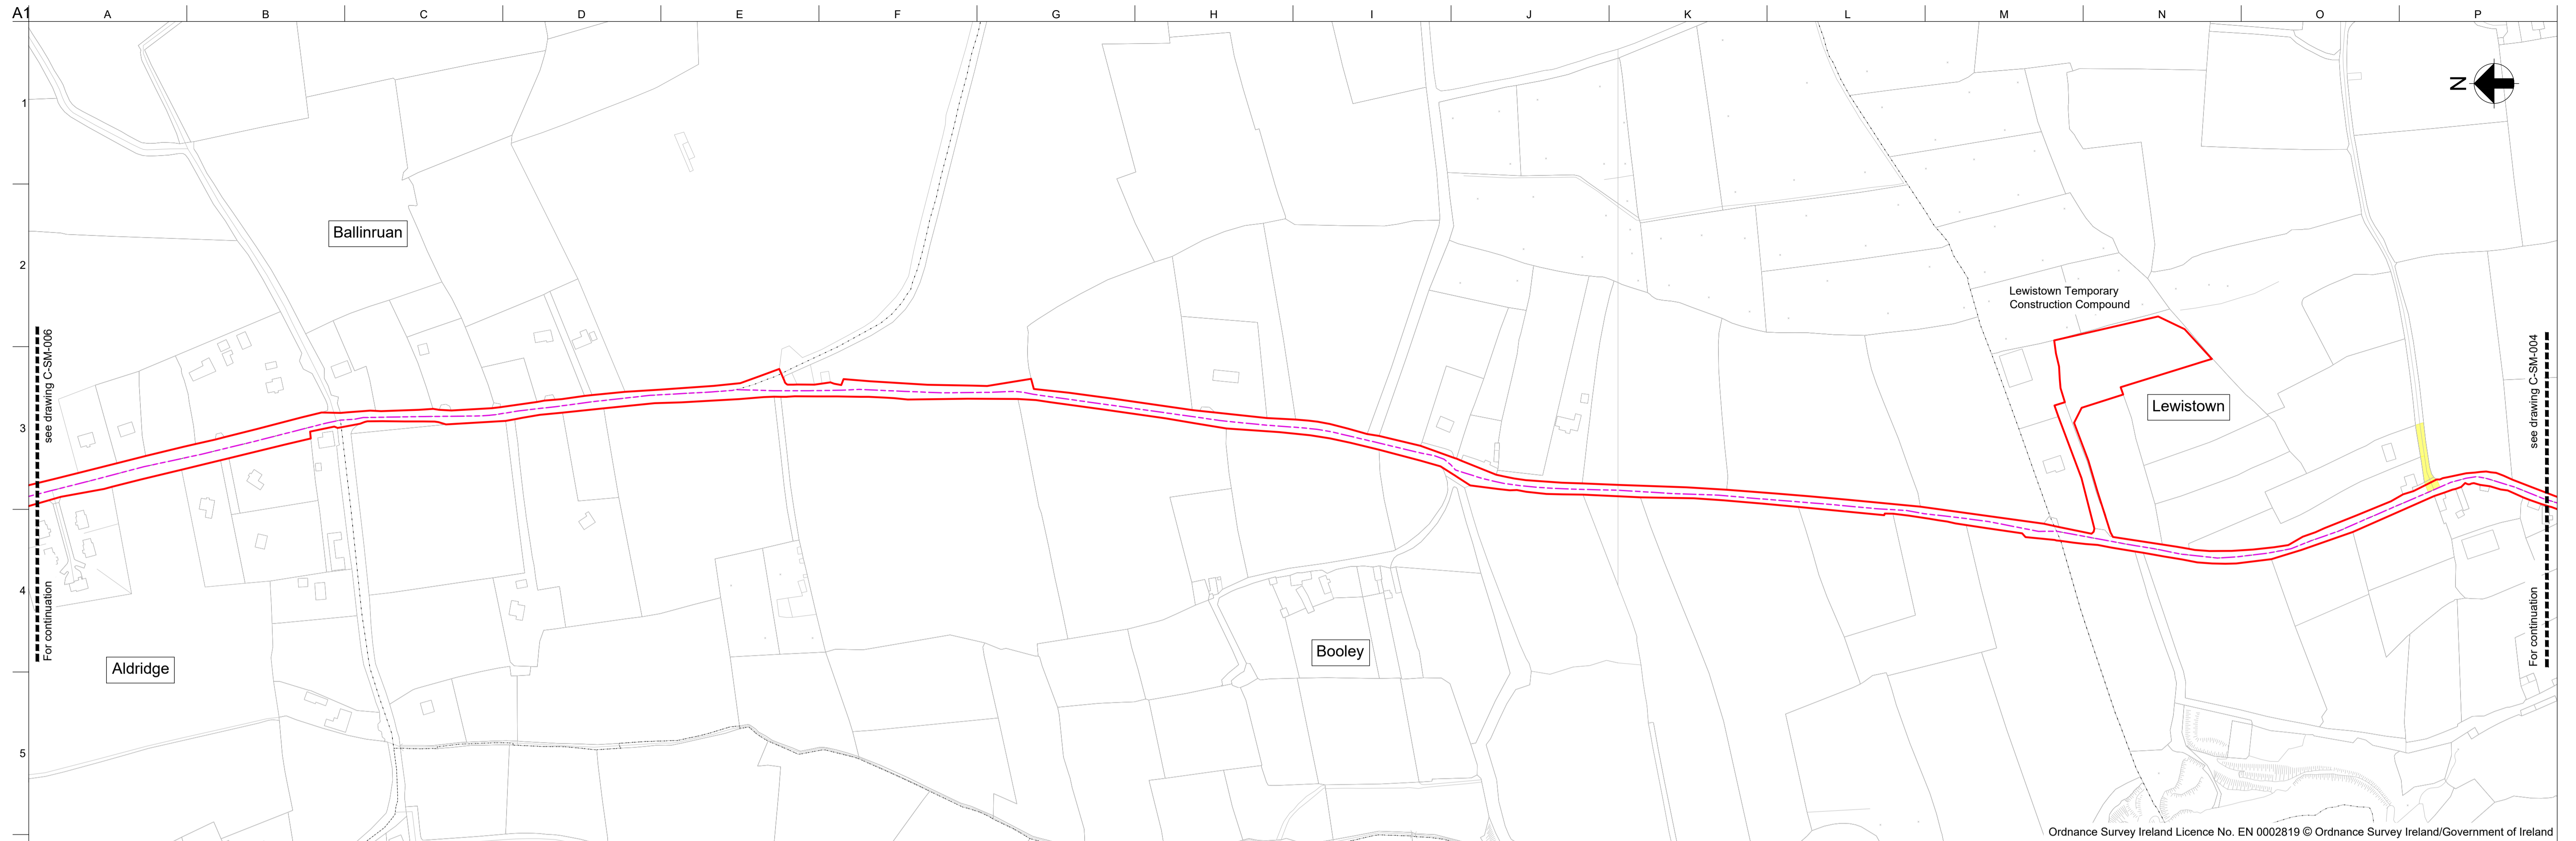 A1
A B C D E F G H I J K L M N O P
1
N
Ballinruan
2
Lewistown Temporary
Construction Compound
see drawing C-SM-006
see drawing C-SM-004
Lewistown
3
4
For continuation
For continuation
Booley
Aldridge
5
Ordnance Survey Ireland Licence No. EN 0002819 © Ordnance Survey Ireland/Government of Ireland